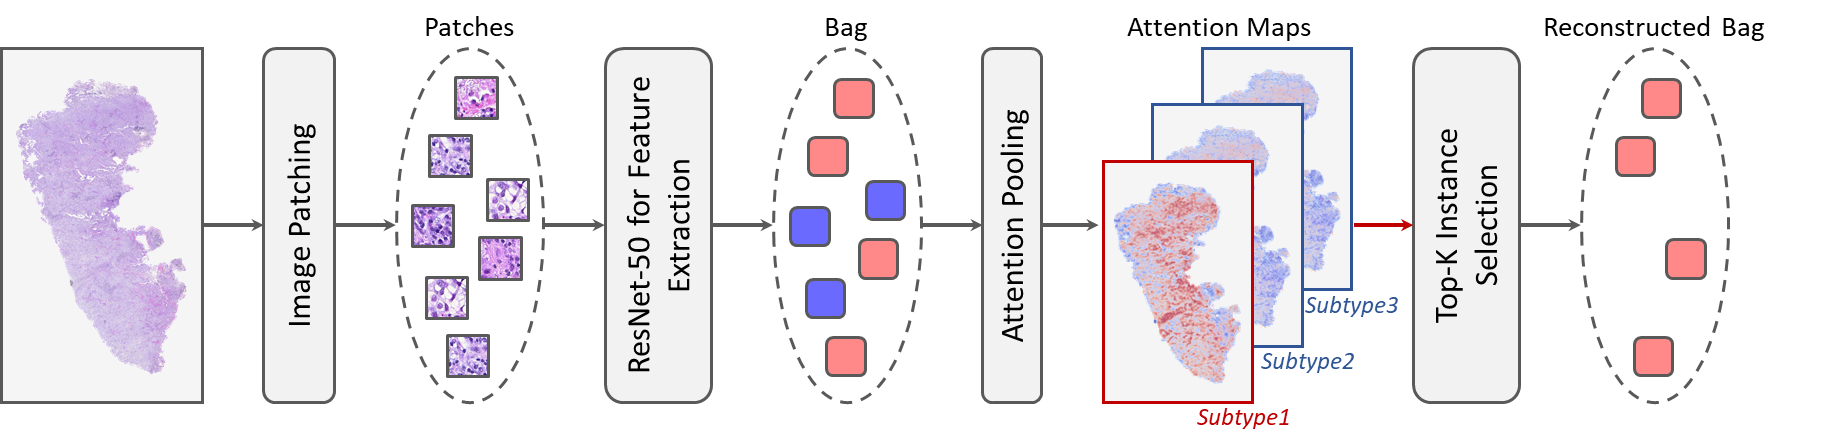 Patches
Bag
Attention Maps
Reconstructed Bag
Image Patching
ResNet-50 for Feature
Extraction
Attention Pooling
Top-K Instance
Selection
Subtype3
Subtype2
Subtype1